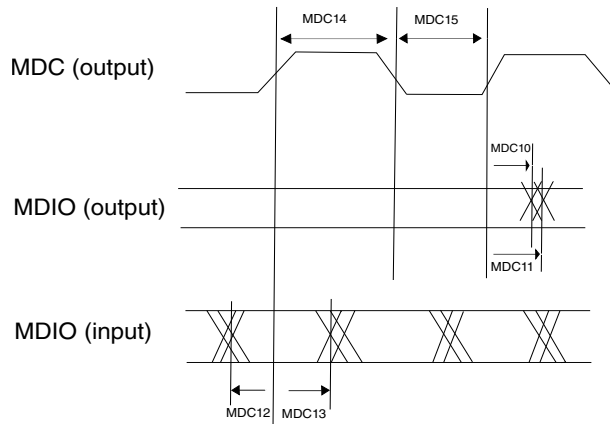 MDC14
MDC15
MDC (output)
MDC10
MDIO (output)
MDC11
MDIO (input)
MDC12
MDC13